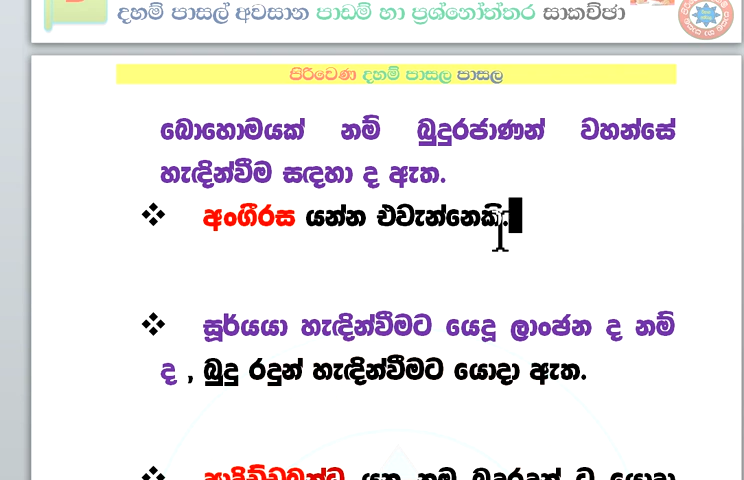 දහම් පාසල් අවසාන පාඩම් හා ප්‍රශ්නෝත්තර සාකච්ඡා
පිරිවෙණ දහම් පාසල පාසල
බොහොමයක් නම් බුදුරජාණන් වහන්සේ
හැඳින්වීම සඳහා ද ඇත.
❖ අංගීරස යන්න එවැන්නෙකි.
❖ සූර්යයා හැඳින්වීමට යෙදූ ලාංඡන ද නම්
ද , බුදු රදුන් හැඳින්වීමට යොදා ඇත.